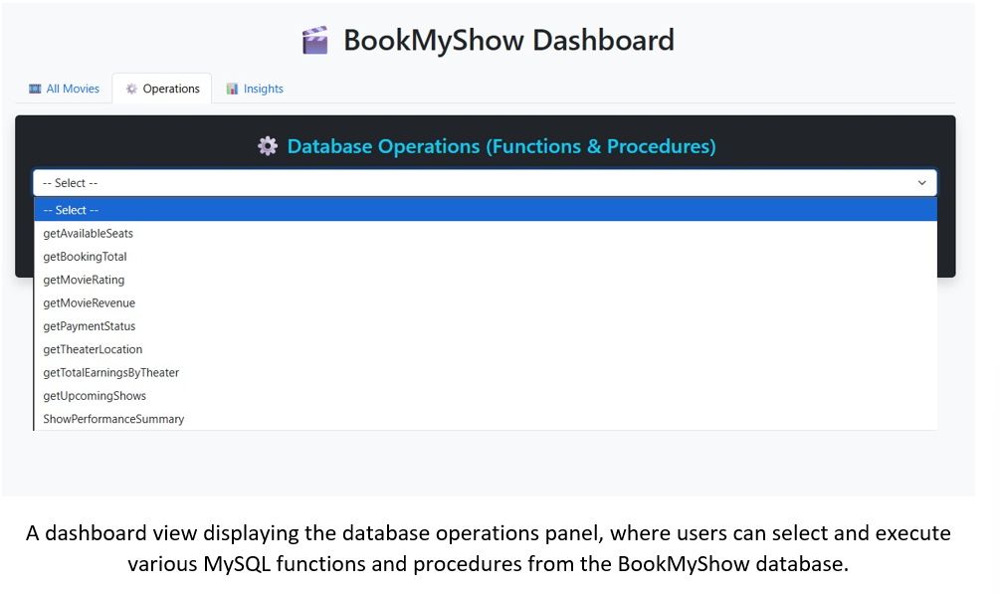 BookMyShow Dashboard
All Movies
Operations
Insights
Database Operations (Functions & Procedures)
-- Select --
-- Select --
getAvailableSeats
getBookingTotal
getMovieRating
getMovieRevenue
getPaymentStatus
getTheaterLocation
getTotalEarningsByTheater
getUpcomingShows
ShowPerformanceSummary
A dashboard view displaying the database operations panel, where users can select and execute
various MySQL functions and procedures from the BookMyShow database.